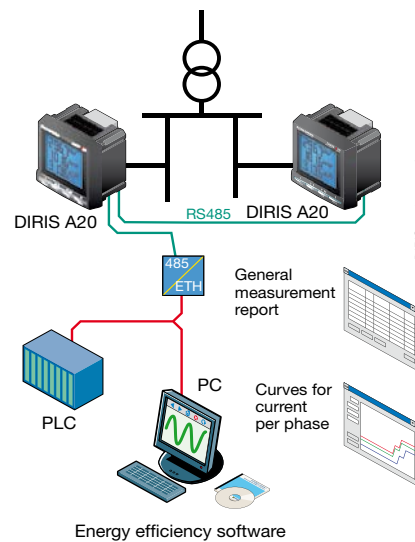 DIRIS A20
RS485
DIRIS A20
485
ETH
General
measurement
report
PLC
PC
Curves for
current
per phase
Energy efficiency software